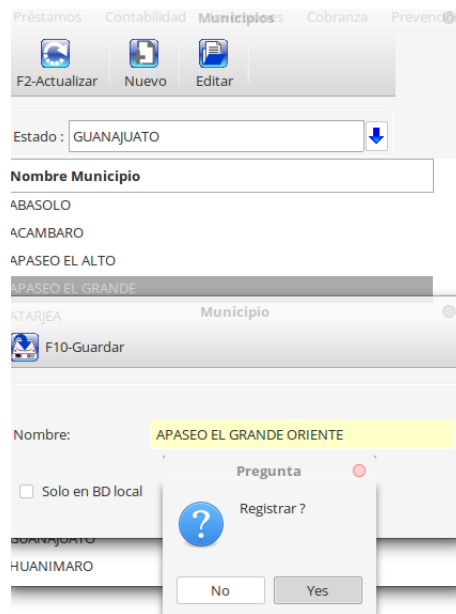 Préstamos Contabilidad Municipios Cobranza
F2-Actualizar Nuevo Editar
Estado : GUANAJUATO
Nombre Municipio
ABASOLO
ACAMBARO
APASEO EL ALTO
APASEO EL GRANDE
ATARJEA
Municipio
F10-Guardar
Nombre: APASEO EL GRANDE ORIENTE
Pregunta
Solo en BD local
Registrar ?
GUANAJUATO
HUANIMARO
No Yes